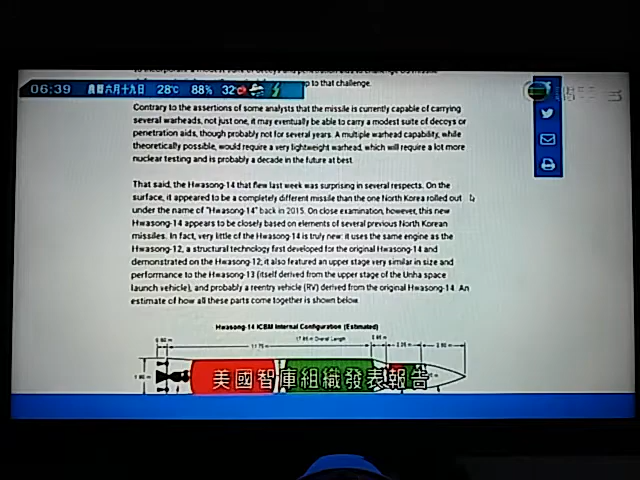 06:39 農曆六月十九日 28℃ 88% 32℃
up to that challenge.
Contrary to the assertions of some analysts that the missile is currently capable of carrying
several warheads, not just one, it may eventually be able to carry a modest suite of decoys or
penetration aids, though probably not for several years. A multiple warhead capability, while
theoretically possible, would require a very lightweight warhead, which will require a lot more
nuclear testing and is probably a decade in the future at best.
That said, the Hwasong-14 that flew last week was surprising in several respects. On the
surface, it appeared to be a completely different missile than the one North Korea rolled out
under the name of "Hwasong-14" back in 2015. On close examination, however, this new
Hwasong-14 appears to be closely based on elements of several previous North Korean
missiles. In fact, very little of the Hwasong-14 is truly new: it uses the same engine as the
Hwasong-12, a structural technology first developed for the original Hwasong-14 and
demonstrated on the Hwasong-12; it also featured an upper stage very similar in size and
performance to the Hwasong-13 (itself derived from the upper stage of the Unha space
launch vehicle), and probably a reentry vehicle (RV) derived from the original Hwasong-14. An
estimate of how all these parts come together is shown below.
Hwasong-14 ICBM Internal Configuration (Estimated)
Overall Length
美國智庫組織發表報告